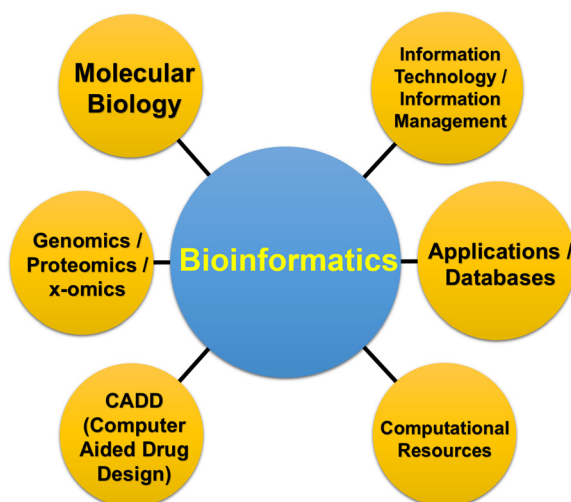 Molecular
Biology
Information
Technology /
Information
Management
Genomics /
Proteomics /
x-omics
Bioinformatics
Applications /
Databases
CADD
(Computer
Aided Drug
Design)
Computational
Resources